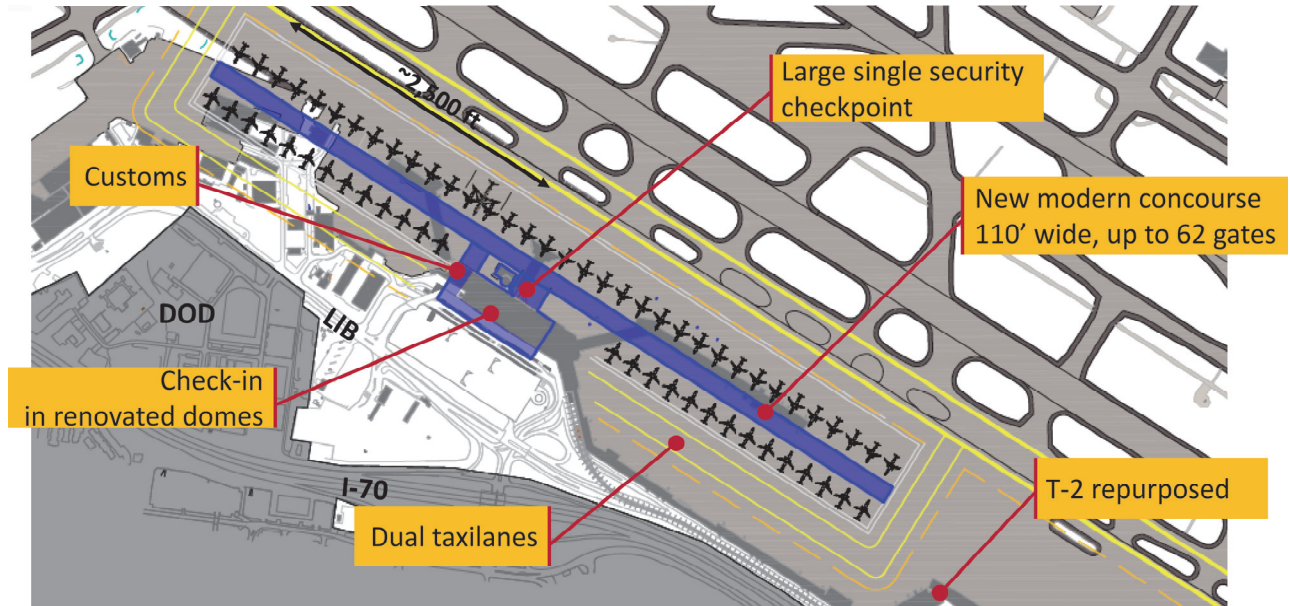 ~2,500 ft
Large single security
checkpoint
Customs
New modern concourse
110’ wide, up to 62 gates
DOD
LIB
Check-in
in renovated domes
I-70
T-2 repurposed
Dual taxilanes